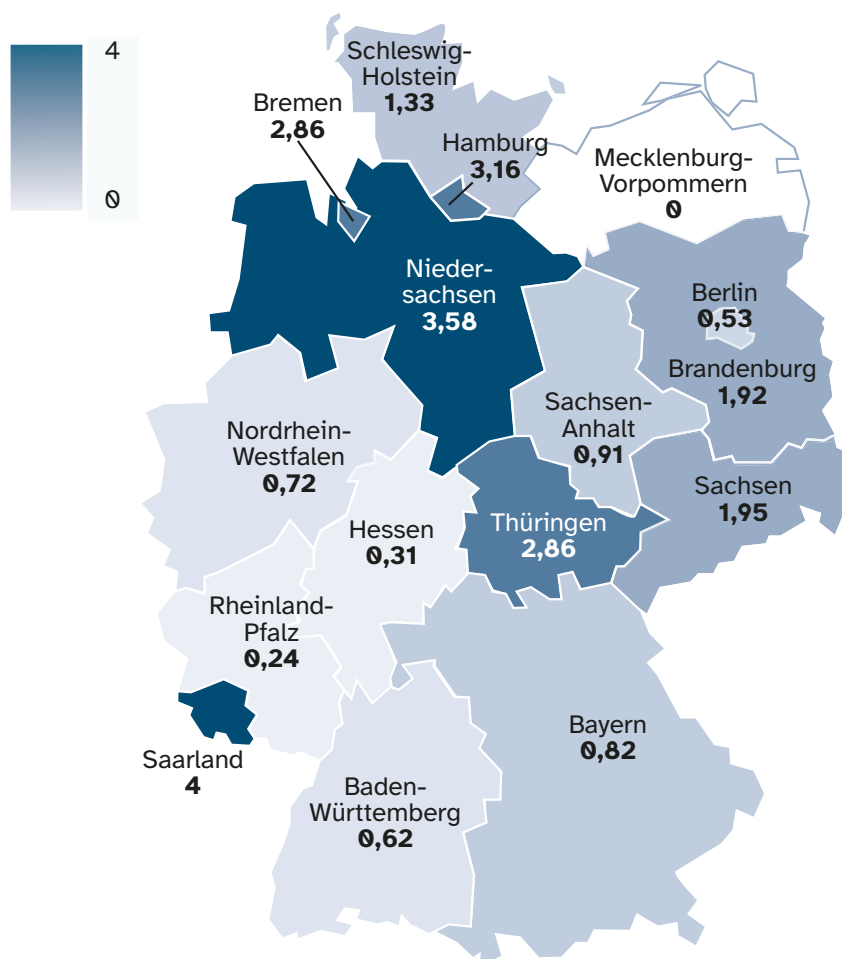 4
0
Schleswig-
Holstein
1,33
Bremen
2,86
Hamburg
3,16
Mecklenburg-
Vorpommern
0
Nieder-
sachsen
3,58
Berlin
0,53
Brandenburg
1,92
Sachsen-
Anhalt
0,91
Nordrhein-
Westfalen
0,72
Sachsen
1,95
Hessen
0,31
Thüringen
2,86
Rheinland-
Pfalz
0,24
Saarland
4
Bayern
0,82
Baden-
Württemberg
0,62